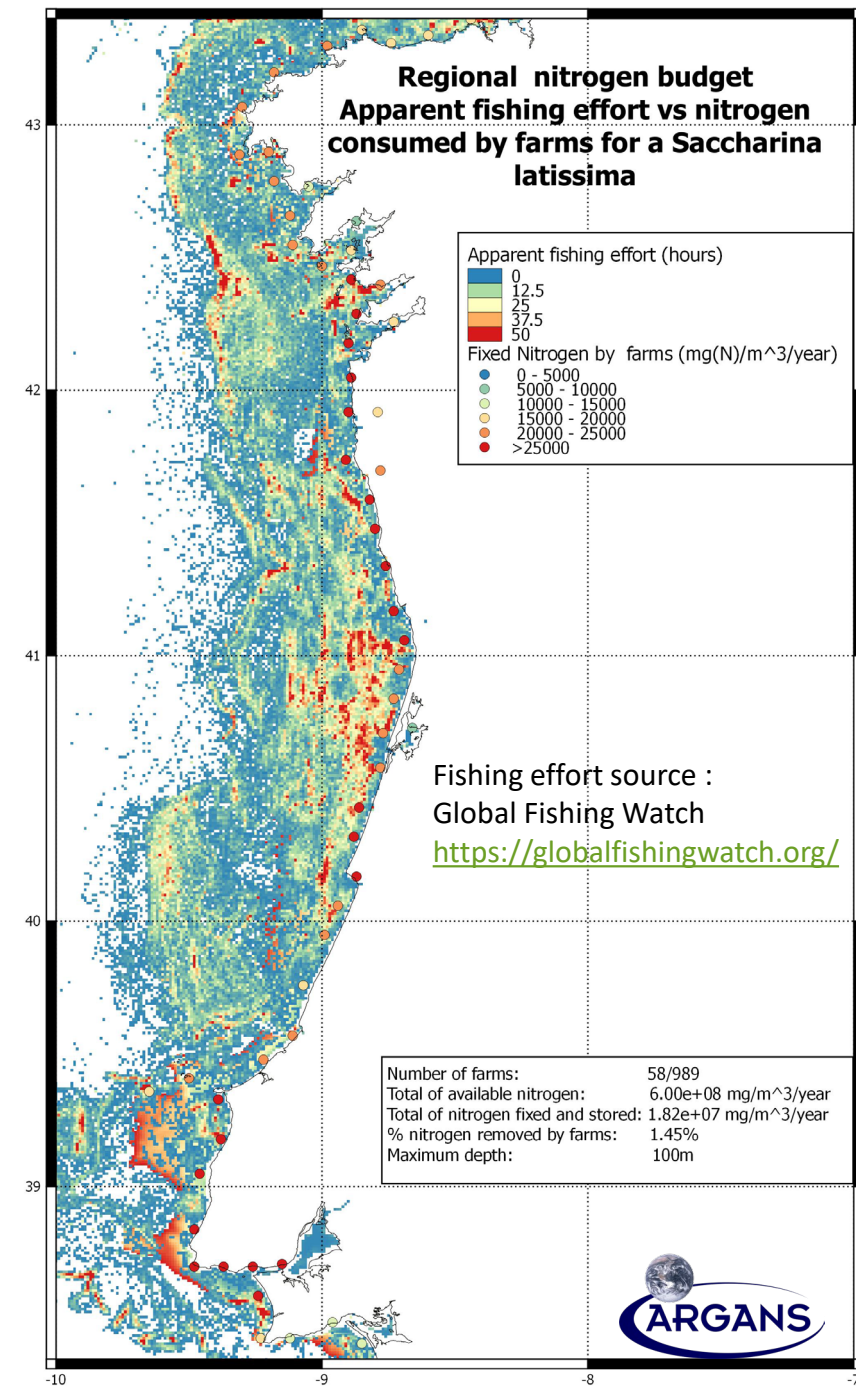 Regional  nitrogen budget
Apparent fishing effort vs nitrogen
consumed by farms for a Saccharina
latissima
43
Apparent fishing effort (hours)
0
12.5
25
37.5
50
Fixed Nitrogen by  farms (mg(N)/m^3/year)
0 - 5000
5000 - 10000
10000 - 15000
15000 - 20000
20000 - 25000
>25000
42
41
Fishing effort source :
Global Fishing Watch
https://globalfishingwatch.org/
40
Number of farms: 58/989
Total of available nitrogen: 6.00e+08 mg/m^3/year
Total of nitrogen fixed and stored: 1.82e+07 mg/m^3/year
% nitrogen removed by farms: 1.45%
Maximum depth: 100m
39
ARGANS
-10 -9 -8 -7